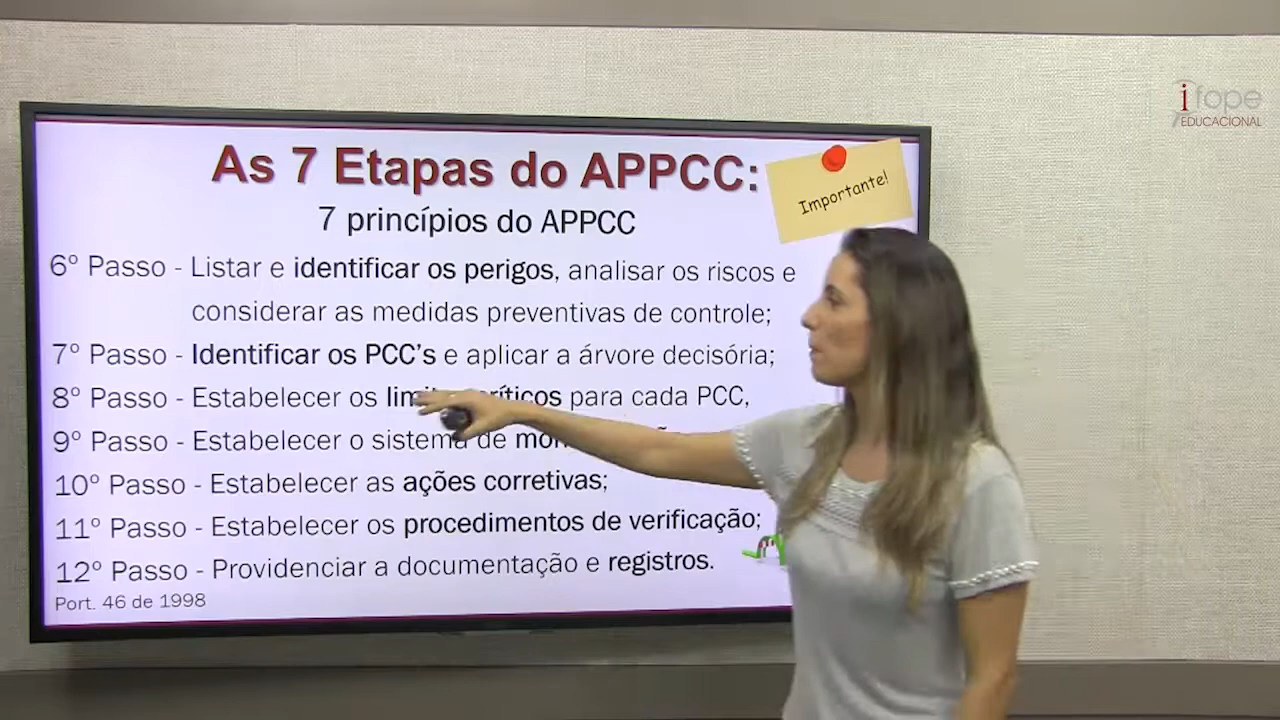 ifope
EDUCACIONAL
As 7 Etapas do APPCC:
Importante!
7 princípios do APPCC
6º Passo - Listar e identificar os perigos, analisar os riscos e
considerar as medidas preventivas de controle;
7º Passo - Identificar os PCC's e aplicar a árvore decisória;
8º Passo - Estabelecer os limites críticos para cada PCC,
9º Passo - Estabelecer o sistema de
10º Passo - Estabelecer as ações corretivas;
11º Passo - Estabelecer os procedimentos de verificação;
12º Passo - Providenciar a documentação e registros.
Port. 46 de 1998